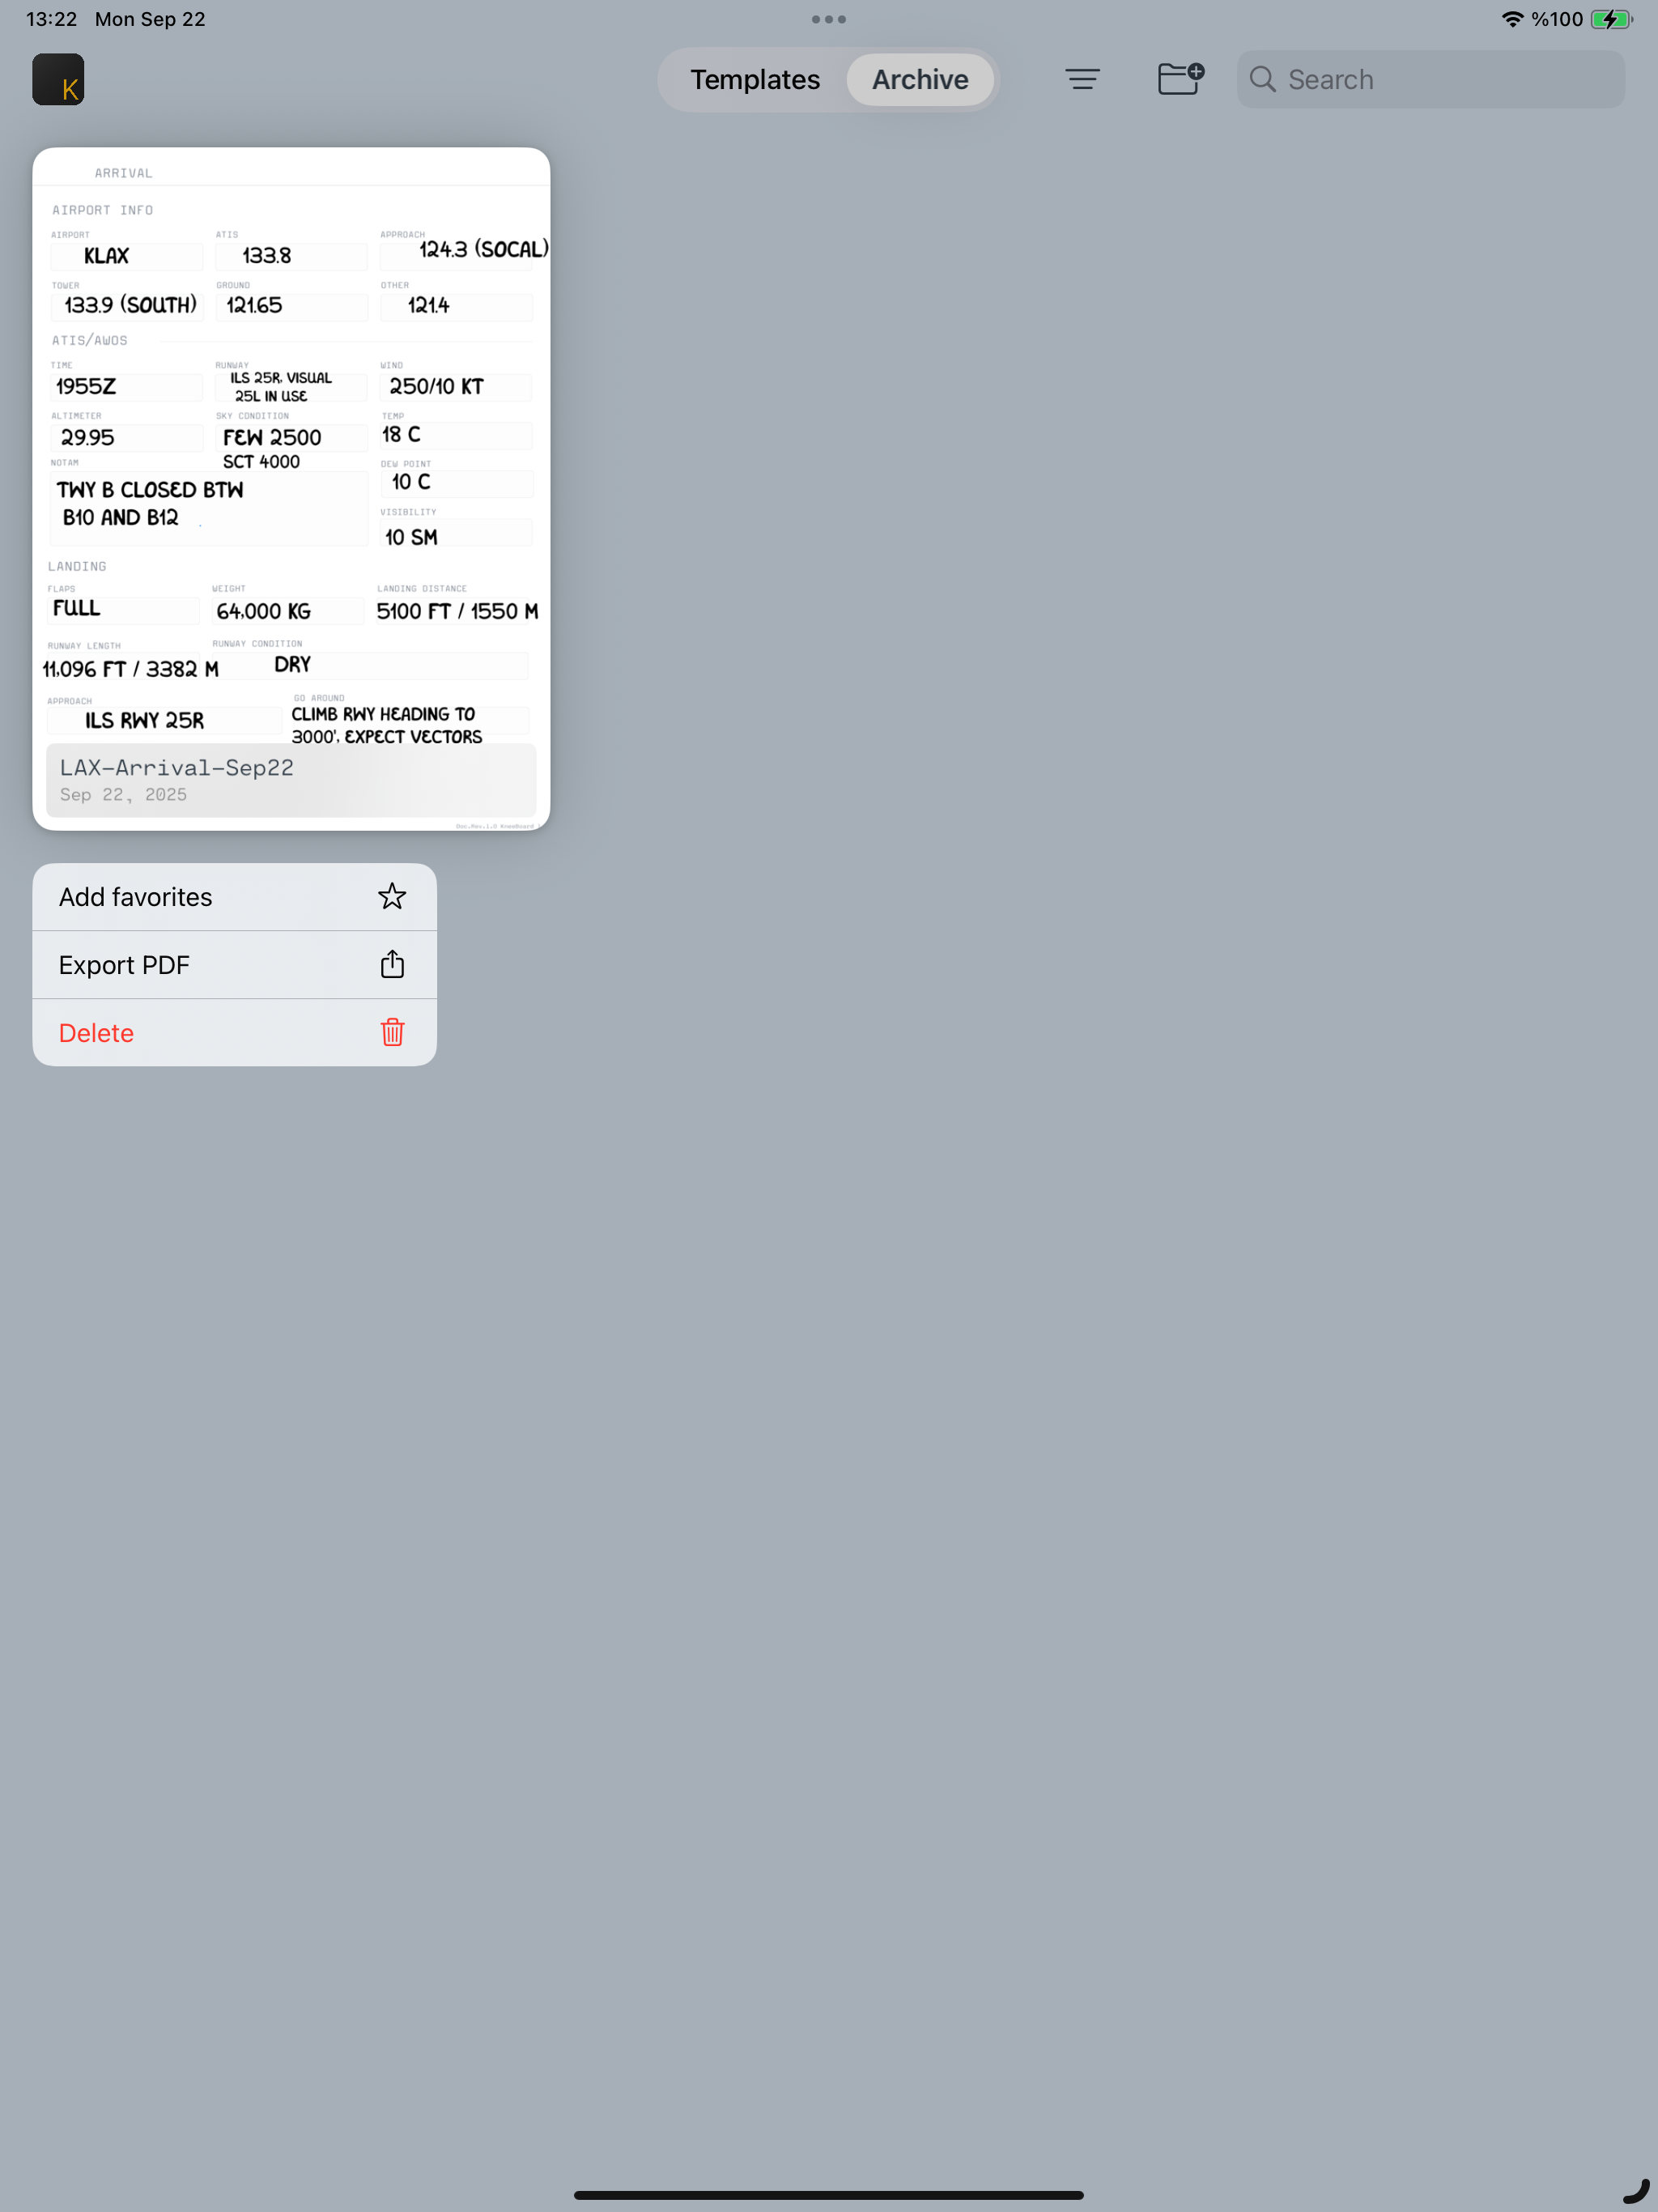 13:22 Mon Sep 22
%100
K
Templates Archive Search
ARRIVAL
AIRPORT INFO
AIRPORT ATIS APPROACH
KLAX 133.8 124.3 (SOCAL)
TOWER GROUND OTHER
133.9 (SOUTH) 121.65 121.4
ATIS/AWOS
TIME RUNWAY WIND
1955Z ILS 25R, VISUAL 250/10 KT
25L IN USE
ALTIMETER SKY CONDITION TEMP
29.95 FEW 2500 18 C
SCT 4000
NOTAM DEW POINT
TWY B CLOSED BTW 10 C
B10 AND B12
VISIBILITY
10 SM
LANDING
FLAPS WEIGHT LANDING DISTANCE
FULL 64,000 KG 5100 FT / 1550 M
RUNWAY LENGTH RUNWAY CONDITION
11,096 FT / 3382 M DRY
APPROACH GO AROUND
ILS RWY 25R CLIMB RWY HEADING TO
3000', EXPECT VECTORS
LAX-Arrival-Sep22
Sep 22, 2025
Doc.Rev.1.0 KneeBoard
Add favorites
Export PDF
Delete